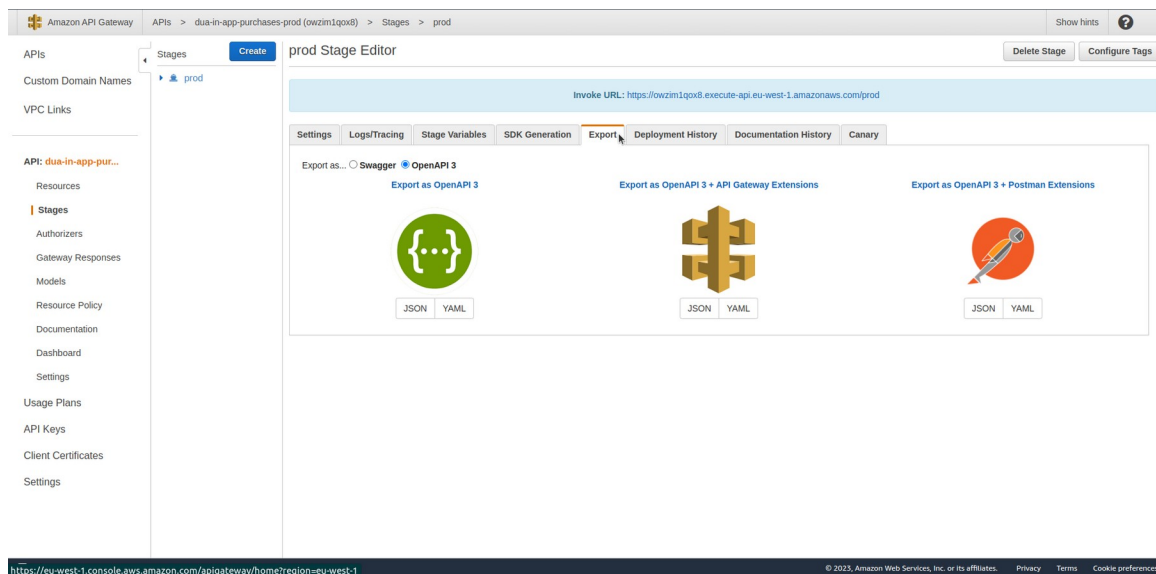 Amazon API Gateway
APIs > dua-in-app-purchases-prod (owzim1qox8) > Stages > prod
Show hints
?
APIs
Custom Domain Names
VPC Links
API: dua-in-app-pur...
Resources
Stages
Authorizers
Gateway Responses
Models
Resource Policy
Documentation
Dashboard
Settings
Usage Plans
API Keys
Client Certificates
Settings
Stages
Create
prod
prod Stage Editor
Delete Stage
Configure Tags
Invoke URL: https://owzim1qox8.execute-api.eu-west-1.amazonaws.com/prod
Settings
Logs/Tracing
Stage Variables
SDK Generation
Export
Deployment History
Documentation History
Canary
Export as... Swagger OpenAPI 3
Export as OpenAPI 3
Export as OpenAPI 3 + API Gateway Extensions
Export as OpenAPI 3 + Postman Extensions
JSON YAML
JSON YAML
JSON YAML
https://eu-west-1.console.aws.amazon.com/apigateway/home?region=eu-west-1
© 2023, Amazon Web Services, Inc. or its affiliates.
Privacy
Terms
Cookie preferences